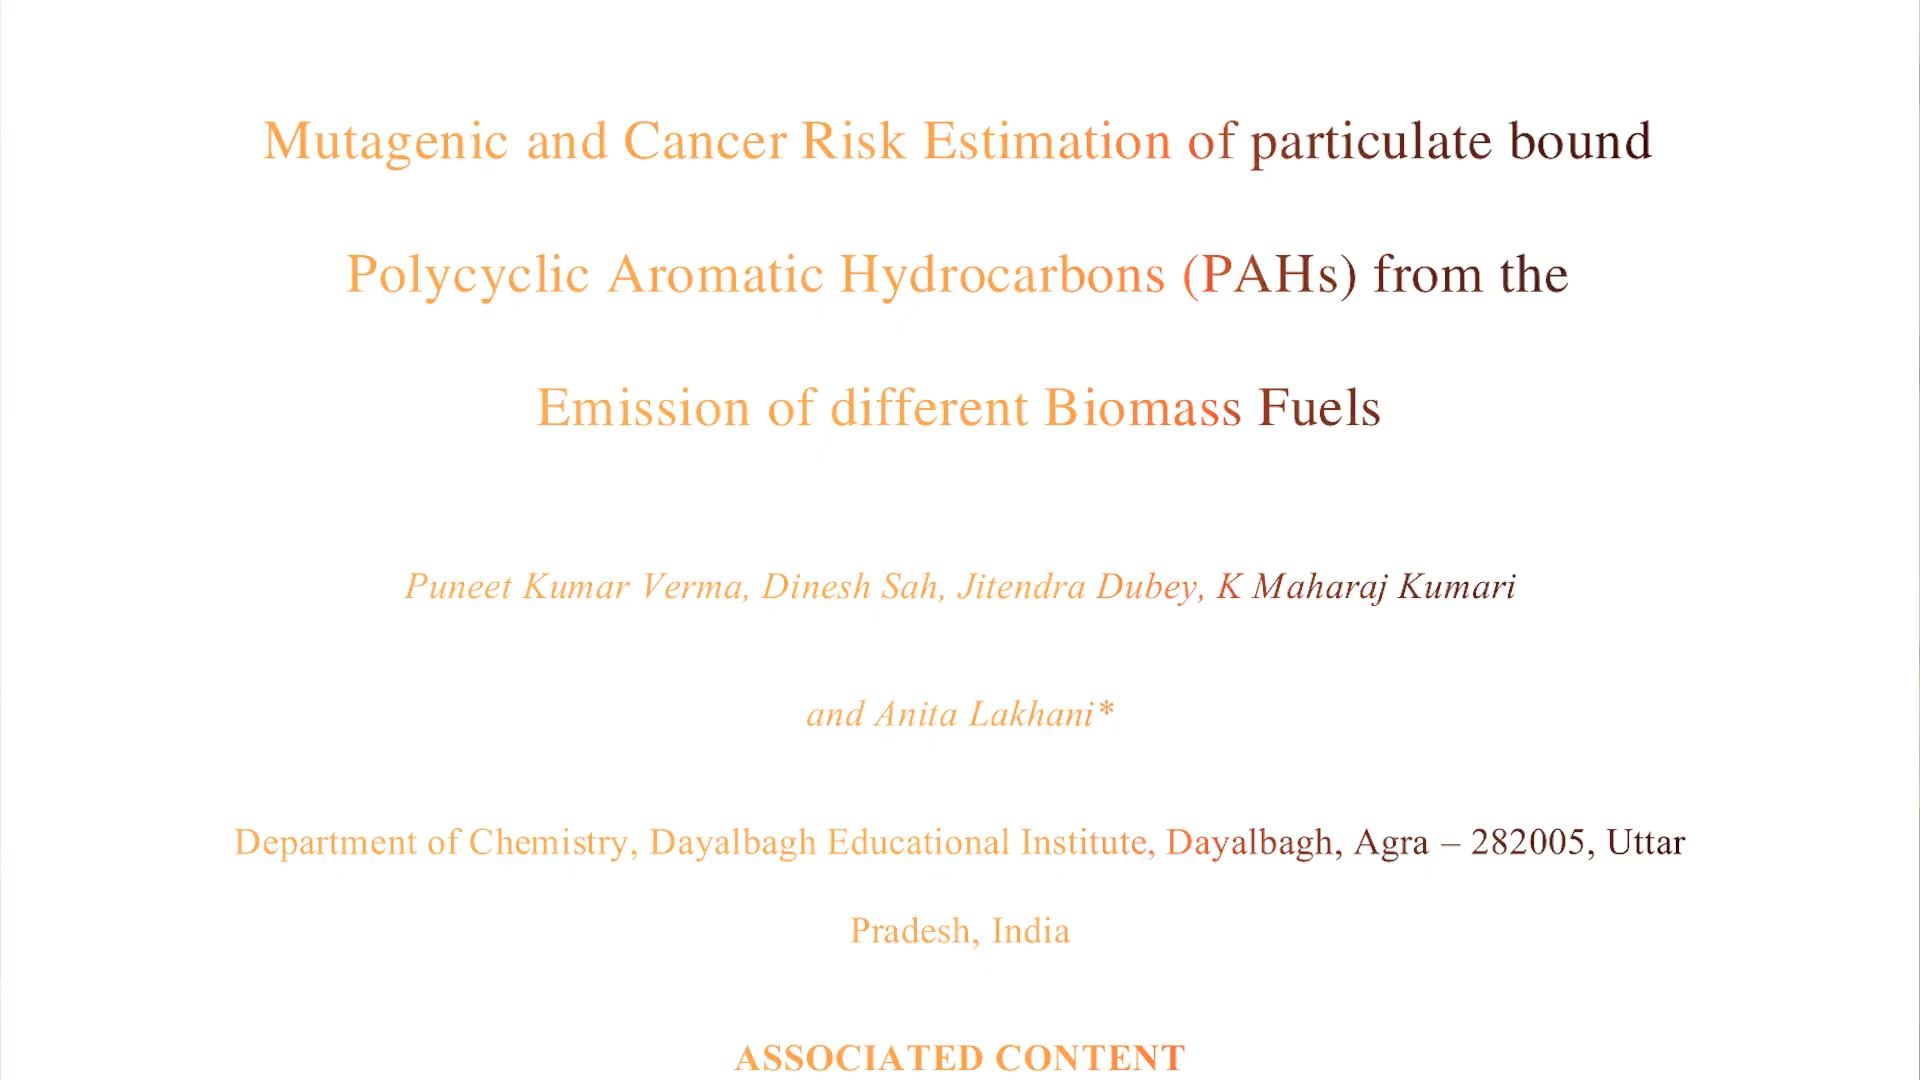 Mutagenic and Cancer Risk Estimation of particulate bound
Polycyclic Aromatic Hydrocarbons (PAHs) from the
Emission of different Biomass Fuels
Puneet Kumar Verma, Dinesh Sah, Jitendra Dubey, K Maharaj Kumari
and Anita Lakhani*
Department of Chemistry, Dayalbagh Educational Institute, Dayalbagh, Agra – 282005, Uttar
Pradesh, India
ASSOCIATED CONTENT